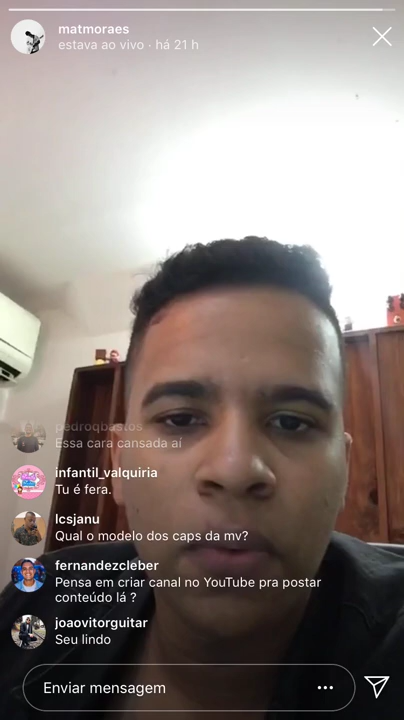 matmoraes
estava ao vivo · há 21 h
pedroqbastos
Essa cara cansada aí
infantil_valquiria
Tu é fera.
lcsjanu
Qual o modelo dos caps da mv?
fernandezcleber
Pensa em criar canal no YouTube pra postar
conteúdo lá ?
joaovitorguitar
Seu lindo
Enviar mensagem